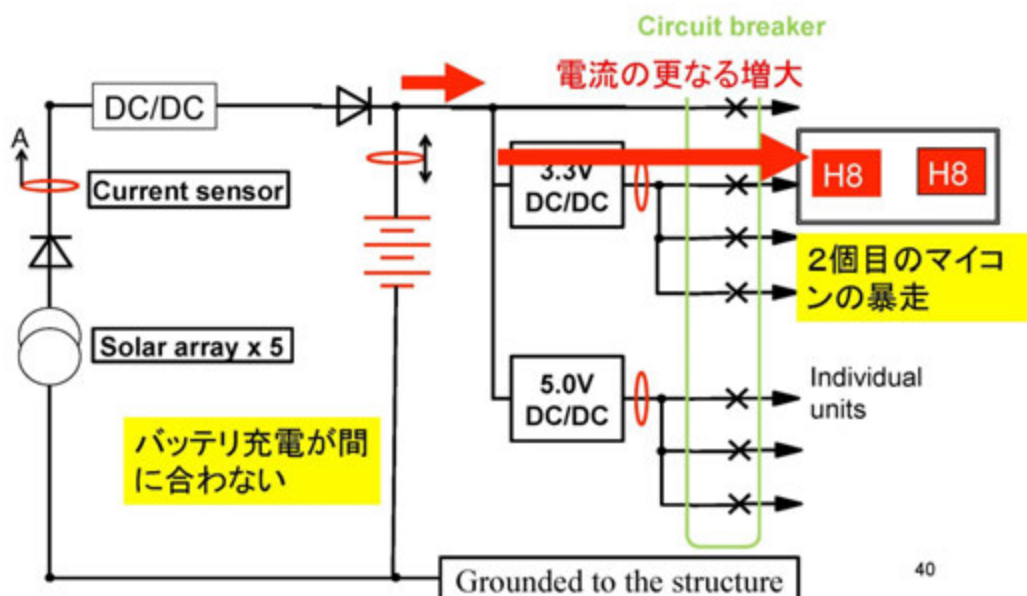 Circuit breaker
電流の更なる増大
DC/DC
A
Current sensor
3.3V
DC/DC
H8
H8
2個目のマイコ
ンの暴走
Solar array x 5
5.0V
DC/DC
Individual
units
バッテリ充電が間
に合わない
Grounded to the structure
40